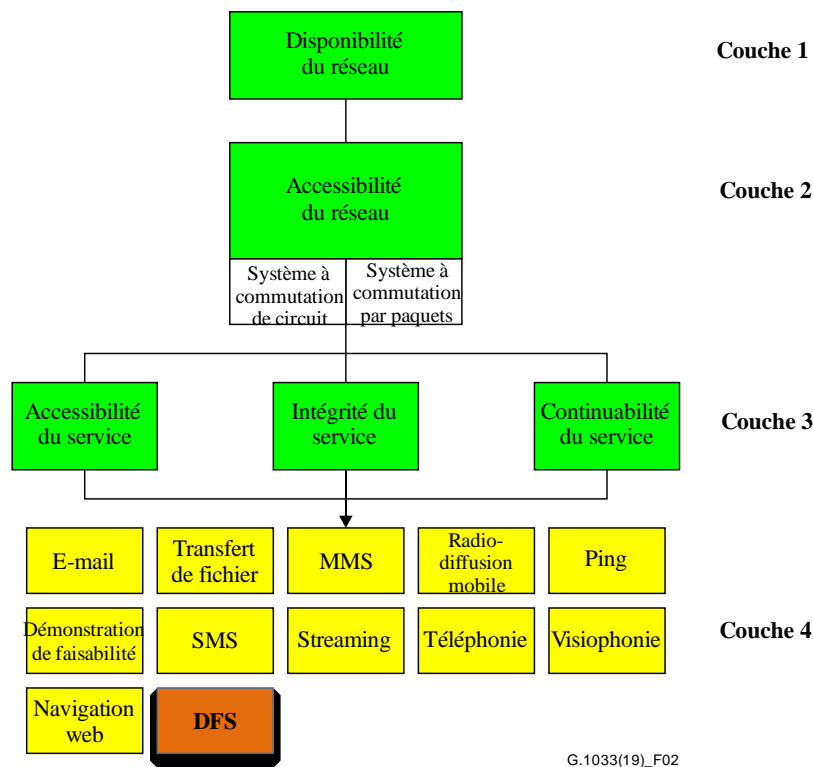 Disponibilité
du réseau
Couche 1
Accessibilité
du réseau
Couche 2
Système à
commutation
de circuit
Système à
commutation
par paquets
Accessibilité
du service
Intégrité du
service
Continuabilité
du service
Couche 3
E-mail
Transfert
de fichier
MMS
Radio-
diffusion
mobile
Ping
Démonstration
de faisabilité
SMS
Streaming
Téléphonie
Visiophonie
Couche 4
Navigation
web
DFS
G.1033(19)_F02